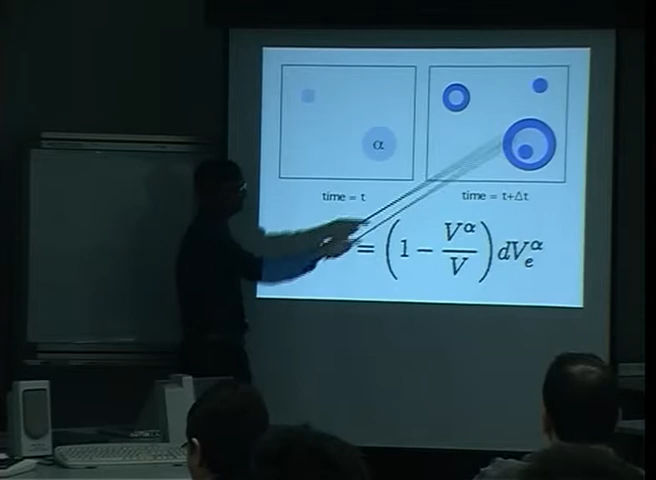 α
time = t
time = t+Δt
= (1 − V^α / V) dV_e^α